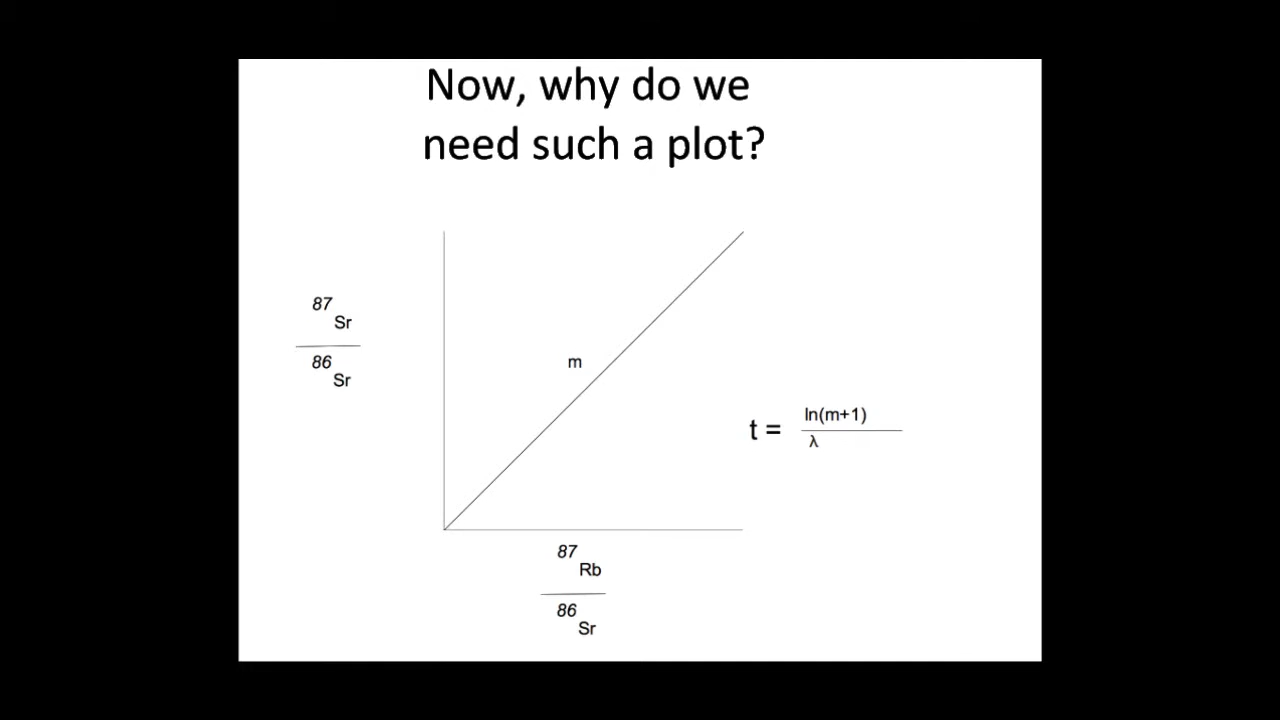 Now, why do we
need such a plot?
87
Sr
86
Sr
m
t =
ln(m+1)
λ
87
Rb
86
Sr